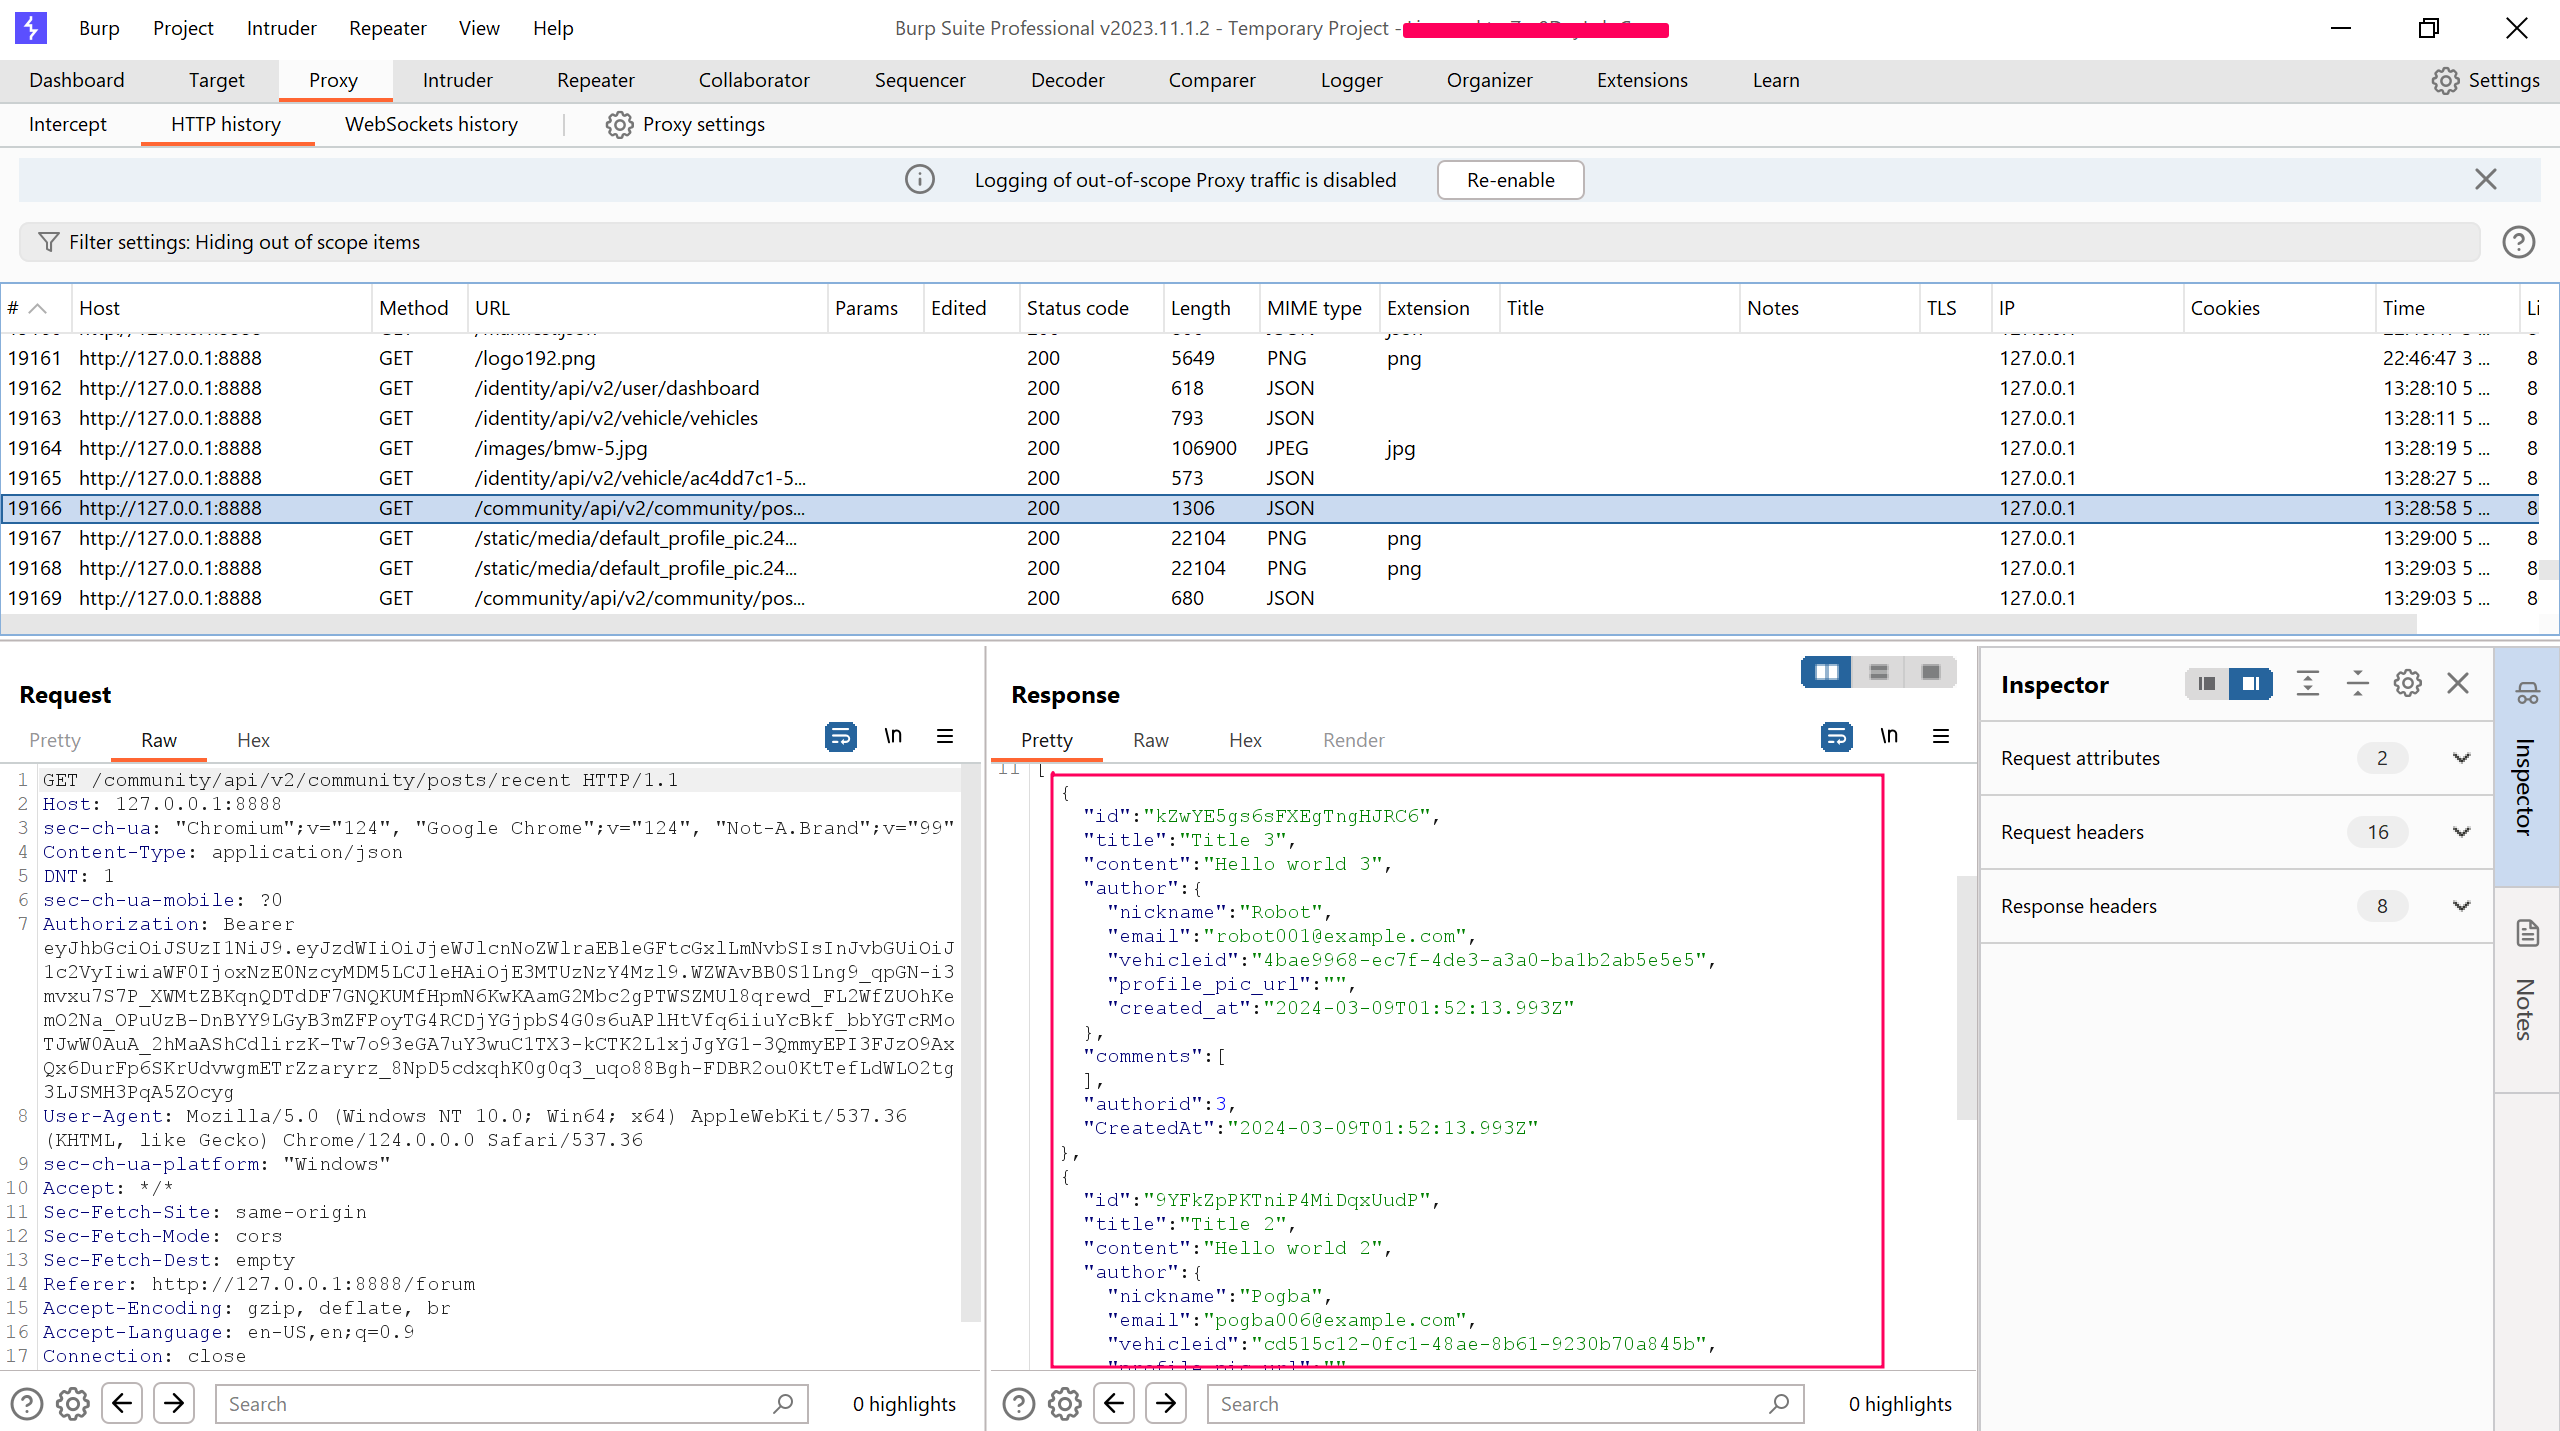 Burp Project Intruder Repeater View Help Burp Suite Professional v2023.11.1.2 - Temporary Project -
Dashboard Target Proxy Intruder Repeater Collaborator Sequencer Decoder Comparer Logger Organizer Extensions Learn Settings
Intercept HTTP history WebSockets history Proxy settings
Logging of out-of-scope Proxy traffic is disabled Re-enable
Filter settings: Hiding out of scope items
# Host Method URL Params Edited Status code Length MIME type Extension Title Notes TLS IP Cookies Time Li
19161 http://127.0.0.1:8888 GET /logo192.png 200 5649 PNG png 127.0.0.1 22:46:47 3 ... 8
19162 http://127.0.0.1:8888 GET /identity/api/v2/user/dashboard 200 618 JSON 127.0.0.1 13:28:10 5 ... 8
19163 http://127.0.0.1:8888 GET /identity/api/v2/vehicle/vehicles 200 793 JSON 127.0.0.1 13:28:11 5 ... 8
19164 http://127.0.0.1:8888 GET /images/bmw-5.jpg 200 106900 JPEG jpg 127.0.0.1 13:28:19 5 ... 8
19165 http://127.0.0.1:8888 GET /identity/api/v2/vehicle/ac4dd7c1-5... 200 573 JSON 127.0.0.1 13:28:27 5 ... 8
19166 http://127.0.0.1:8888 GET /community/api/v2/community/pos... 200 1306 JSON 127.0.0.1 13:28:58 5 ... 8
19167 http://127.0.0.1:8888 GET /static/media/default_profile_pic.24... 200 22104 PNG png 127.0.0.1 13:29:00 5 ... 8
19168 http://127.0.0.1:8888 GET /static/media/default_profile_pic.24... 200 22104 PNG png 127.0.0.1 13:29:03 5 ... 8
19169 http://127.0.0.1:8888 GET /community/api/v2/community/pos... 200 680 JSON 127.0.0.1 13:29:03 5 ... 8
Request
Pretty Raw Hex \n
1 GET /community/api/v2/community/posts/recent HTTP/1.1
2 Host: 127.0.0.1:8888
3 sec-ch-ua: "Chromium";v="124", "Google Chrome";v="124", "Not-A.Brand";v="99"
4 Content-Type: application/json
5 DNT: 1
6 sec-ch-ua-mobile: ?0
7 Authorization: Bearer
eyJhbGciOiJSUzI1NiJ9.eyJzdWIiOiJjeWJlcnNoZWlraEBleGFtcGxlLmNvbSIsInJvbGUiOiJ
1c2VyIiwiaWF0IjoxNzE0NzcyMDM5LCJleHAiOjE3MTUzNzY4Mzl9.WZWAvBB0S1Lng9_qpGN-i3
mvxu7S7P_XWMtZBKqnQDTdDF7GNQKUMfHpmN6KwKAamG2Mbc2gPTWSZMUl8qrewd_FL2WfZUOhKe
mO2Na_OPuUzB-DnBYY9LGyB3mZFPoyTG4RCDjYGjpbS4G0s6uAPlHtVfq6iiuYcBkf_bbYGTcRMo
TJwW0AuA_2hMaAShCdlirzK-Tw7o93eGA7uY3wuC1TX3-kCTK2L1xjJgYG1-3QmmyEPI3FJzO9Ax
Qx6DurFp6SKrUdvwgmETrZzaryrz_8NpD5cdxqhK0g0q3_uqo88Bgh-FDBR2ou0KtTefLdWLO2tg
3LJSMH3PqA5ZOcyg
8 User-Agent: Mozilla/5.0 (Windows NT 10.0; Win64; x64) AppleWebKit/537.36
(KHTML, like Gecko) Chrome/124.0.0.0 Safari/537.36
9 sec-ch-ua-platform: "Windows"
10 Accept: */*
11 Sec-Fetch-Site: same-origin
12 Sec-Fetch-Mode: cors
13 Sec-Fetch-Dest: empty
14 Referer: http://127.0.0.1:8888/forum
15 Accept-Encoding: gzip, deflate, br
16 Accept-Language: en-US,en;q=0.9
17 Connection: close
Search 0 highlights
Response
Pretty Raw Hex Render \n
11 [
{
"id":"kZwYE5gs6sFXEgTngHJRC6",
"title":"Title 3",
"content":"Hello world 3",
"author":{
"nickname":"Robot",
"email":"robot001@example.com",
"vehicleid":"4bae9968-ec7f-4de3-a3a0-ba1b2ab5e5e5",
"profile_pic_url":"",
"created_at":"2024-03-09T01:52:13.993Z"
},
"comments":[
],
"authorid":3,
"CreatedAt":"2024-03-09T01:52:13.993Z"
},
{
"id":"9YFkZpPKTniP4MiDqxUudP",
"title":"Title 2",
"content":"Hello world 2",
"author":{
"nickname":"Pogba",
"email":"pogba006@example.com",
"vehicleid":"cd515c12-0fc1-48ae-8b61-9230b70a845b",
"profile_pic_url":""
Search 0 highlights
Inspector
Request attributes 2
Request headers 16
Response headers 8
Inspector
Notes